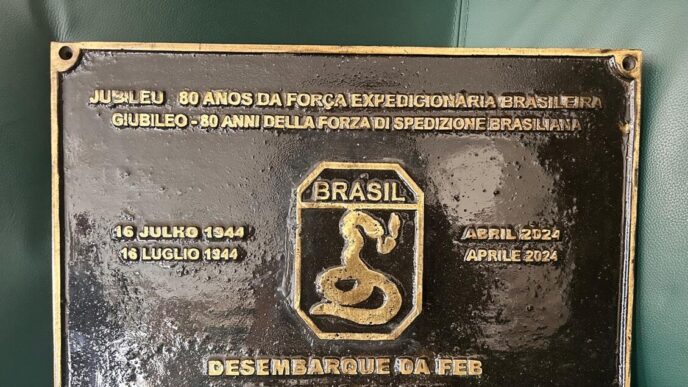 JUBILEU 80 ANOS DA FORÇA EXPEDICIONÁRIA BRASILEIRA
GIUBILEO - 80 ANNI DELLA FORZA DI SPEDIZIONE BRASILIANA
BRASIL
16 JULHO 1944
16 LUGLIO 1944
ABRIL 2024
APRILE 2024
DESEMBARQUE DA FEB